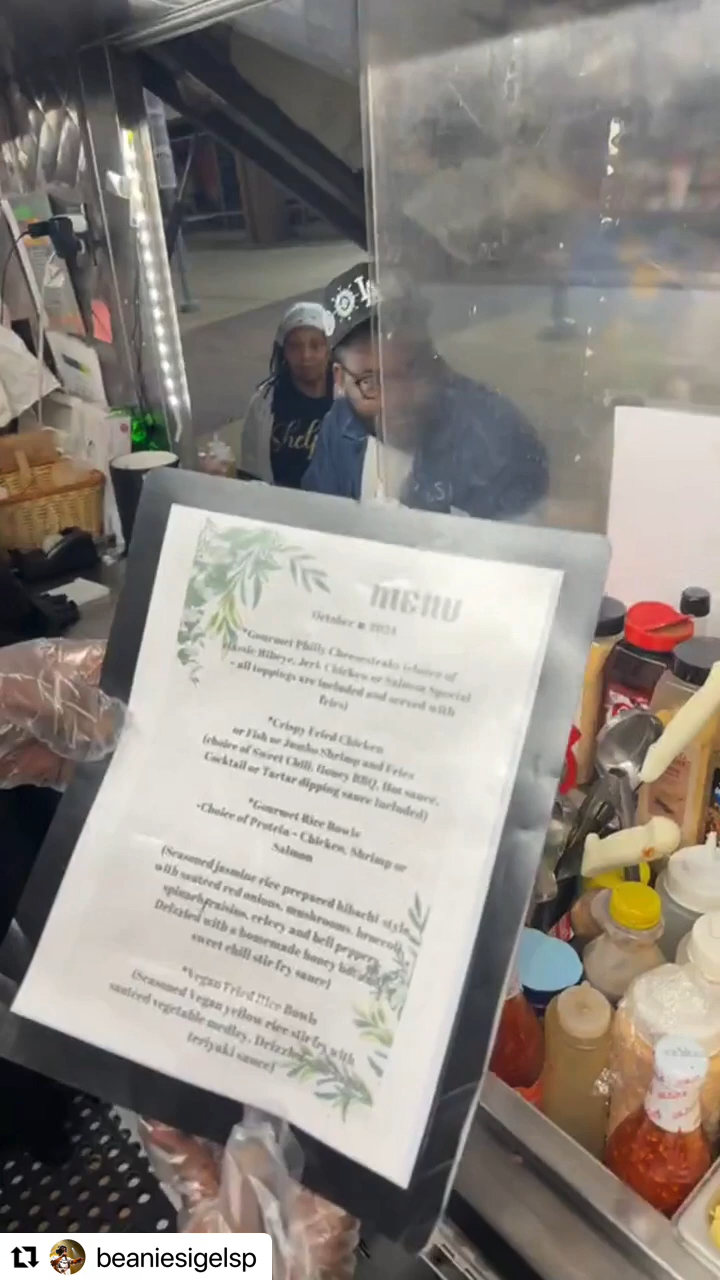 MENU
October 2024
*Gourmet Philly Cheesesteaks (choice of
Classic Ribeye, Jerk Chicken or Salmon Special
- all toppings are included and served with
fries)
*Crispy Fried Chicken
or Fish or Jumbo Shrimp and Fries
(choice of Sweet Chili, Honey BBQ, Hot sauce,
Cocktail or Tartar dipping sauce included)
*Gourmet Rice Bowls
-Choice of Protein - Chicken, Shrimp or
Salmon
(Seasoned jasmine rice prepared hibachi style
with sauteed red onions, mushrooms, broccoli,
spinach, raisins, celery and bell peppers.
Drizzled with a homemade honey
sweet chili stir fry sauce)
*Vegan Fried Rice Bowls
(Seasoned Vegan yellow rice stir fry with
sauteed vegetable medley. Drizzled
teriyaki sauce)
beaniesigelsp